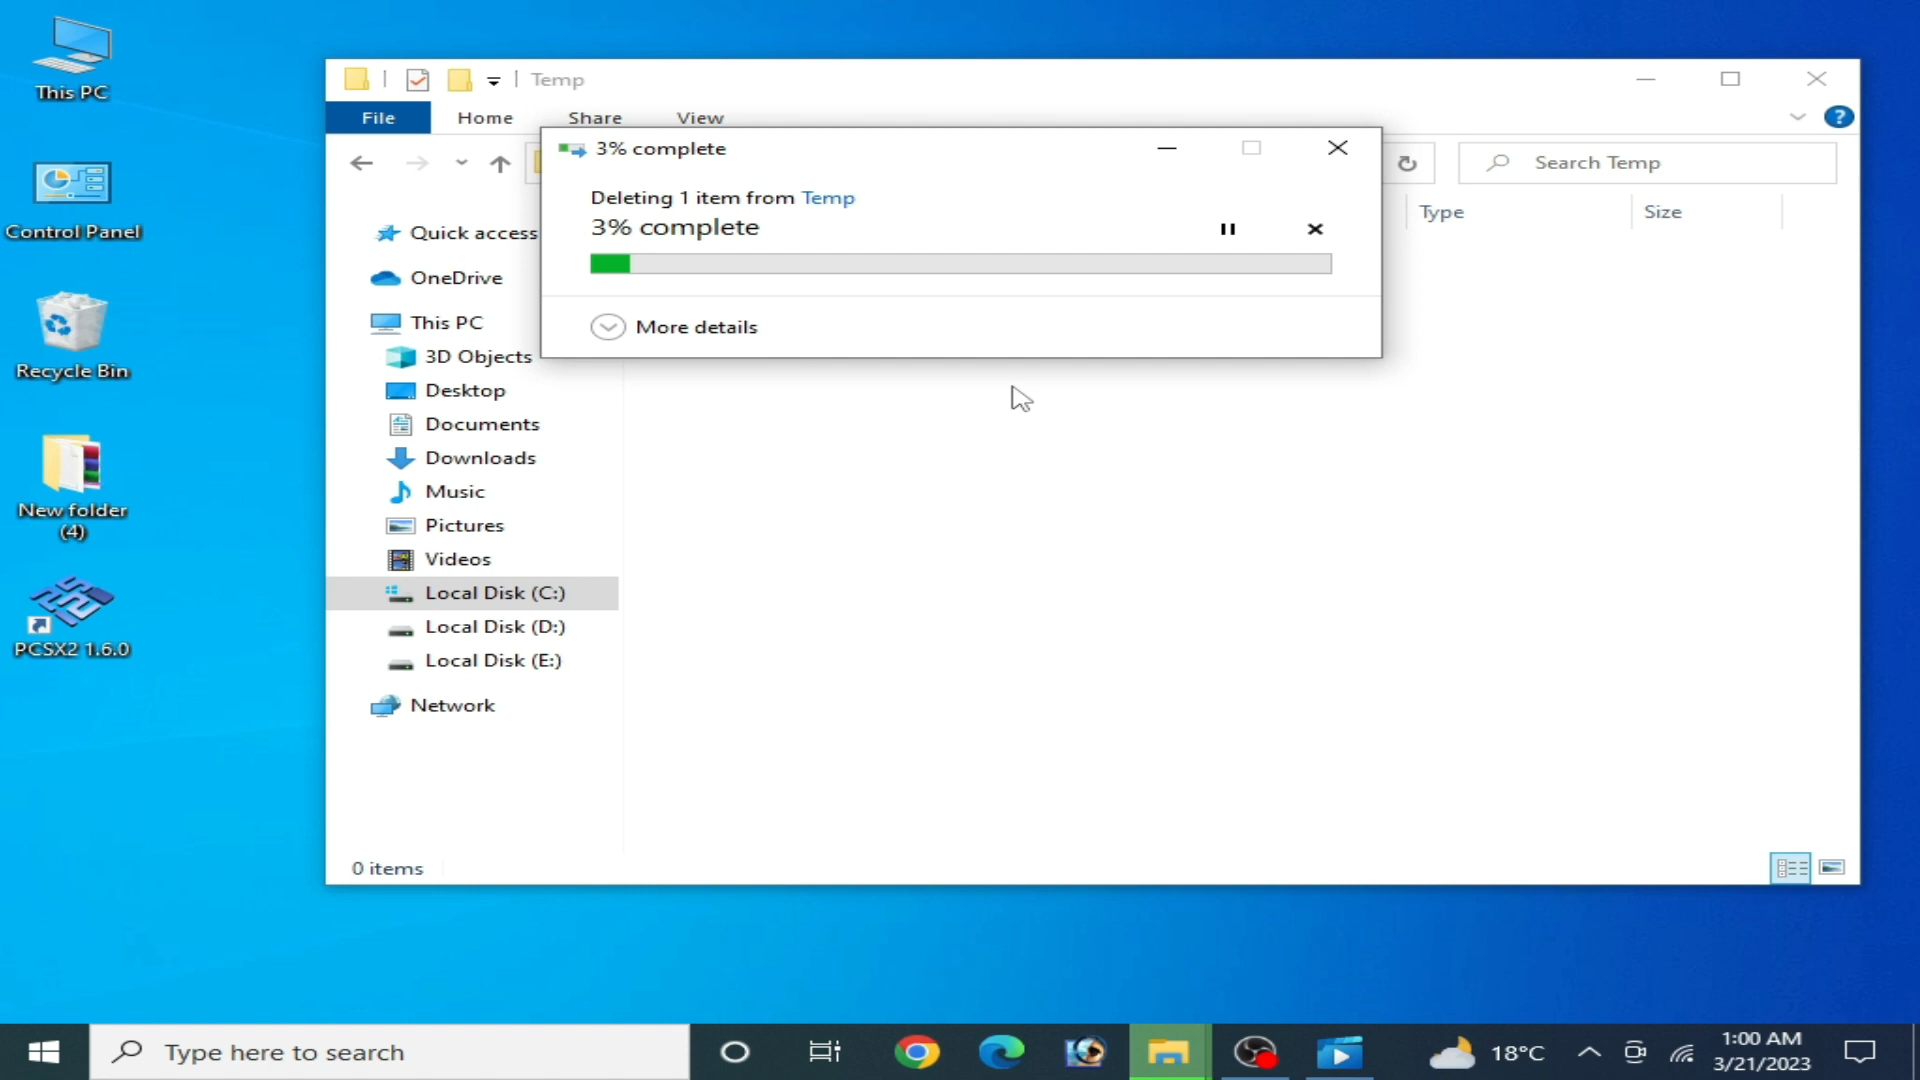 This PC
Control Panel
Recycle Bin
New folder
(4)
PCSX2 1.6.0
Temp
File
Home
Share
View
?
3% complete
Deleting 1 item from Temp
3% complete
More details
Search Temp
Type
Size
Quick access
OneDrive
This PC
3D Objects
Desktop
Documents
Downloads
Music
Pictures
Videos
Local Disk (C:)
Local Disk (D:)
Local Disk (E:)
Network
0 items
Type here to search
18°C
1:00 AM
3/21/2023